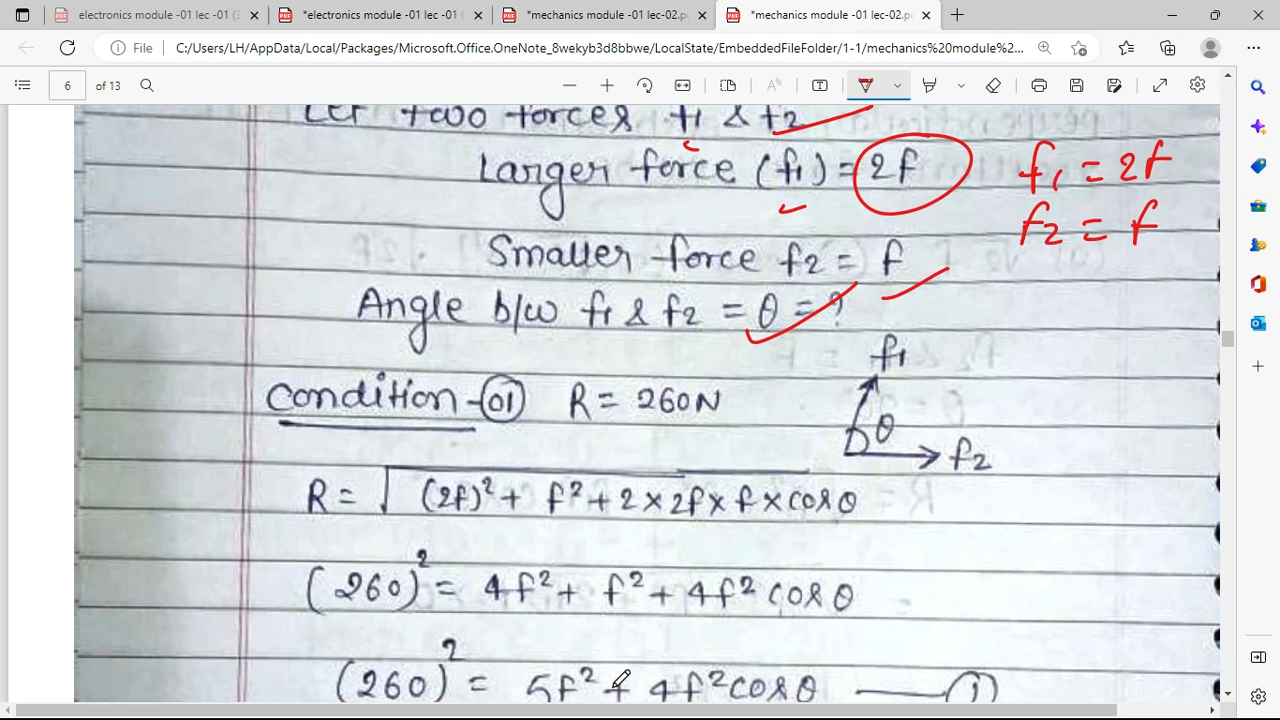 electronics module -01 lec -01 (
*electronics module -01 lec -01 (
*mechanics module -01 lec-02.p
*mechanics module -01 lec-02.p
File
C:/Users/LH/AppData/Local/Packages/Microsoft.Office.OneNote_8wekyb3d8bbwe/LocalState/EmbeddedFileFolder/1-1/mechanics%20module%2...
6 of 13
Let two forces f1 & f2
Larger force (f1) = 2F
f1 = 2F
f2 = F
Smaller force f2 = F
Angle b/w f1 & f2 = θ = ?
f1
Condition-01 R = 260N
θ
f2
R = √(2F)² + F² + 2 × 2F × F × cosθ
(260)² = 4F² + F² + 4F² cosθ
(260)² = 5F² + 4F² cosθ —— 1